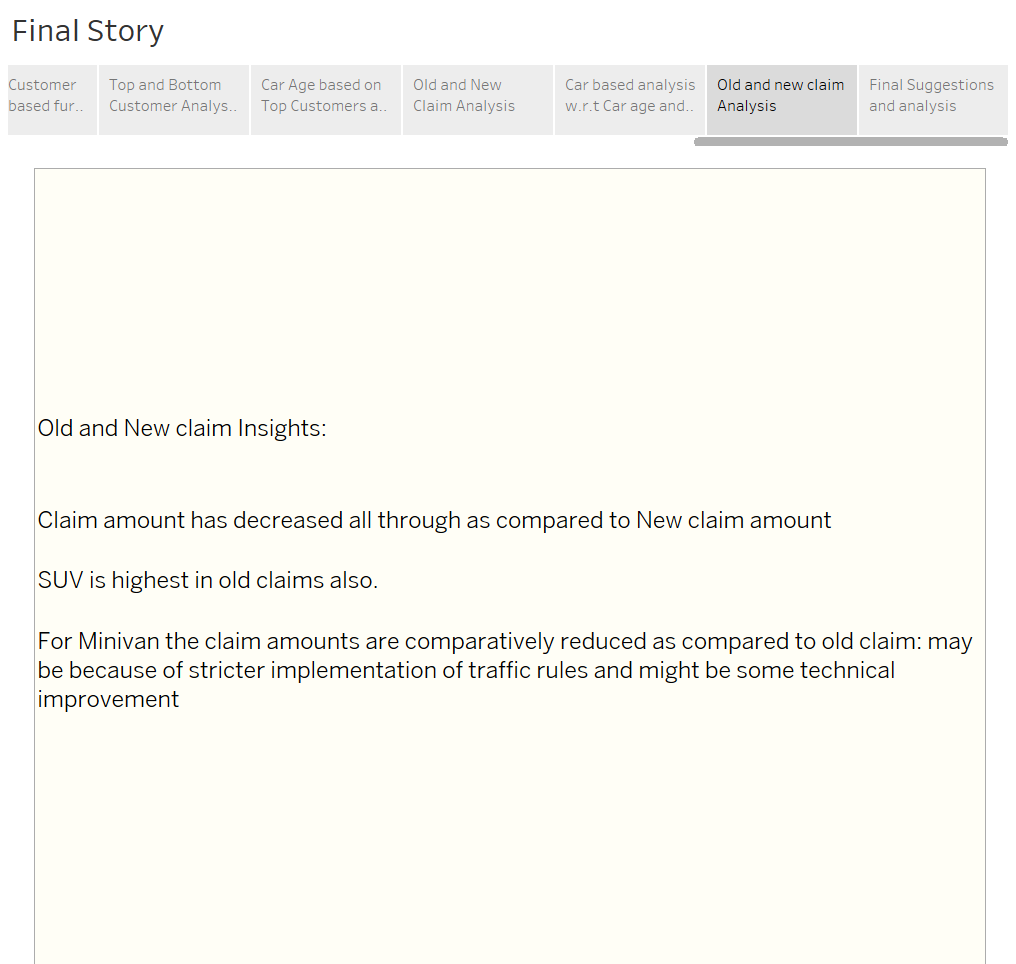 Final Story
Customer
based fur..
Top and Bottom
Customer Analys..
Car Age based on
Top Customers a..
Old and New
Claim Analysis
Car based analysis
w.r.t Car age and..
Old and new claim
Analysis
Final Suggestions
and analysis
Old and New claim Insights:
Claim amount has decreased all through as compared to New claim amount
SUV is highest in old claims also.
For Minivan the claim amounts are comparatively reduced as compared to old claim: may
be because of stricter implementation of traffic rules and might be some technical
improvement